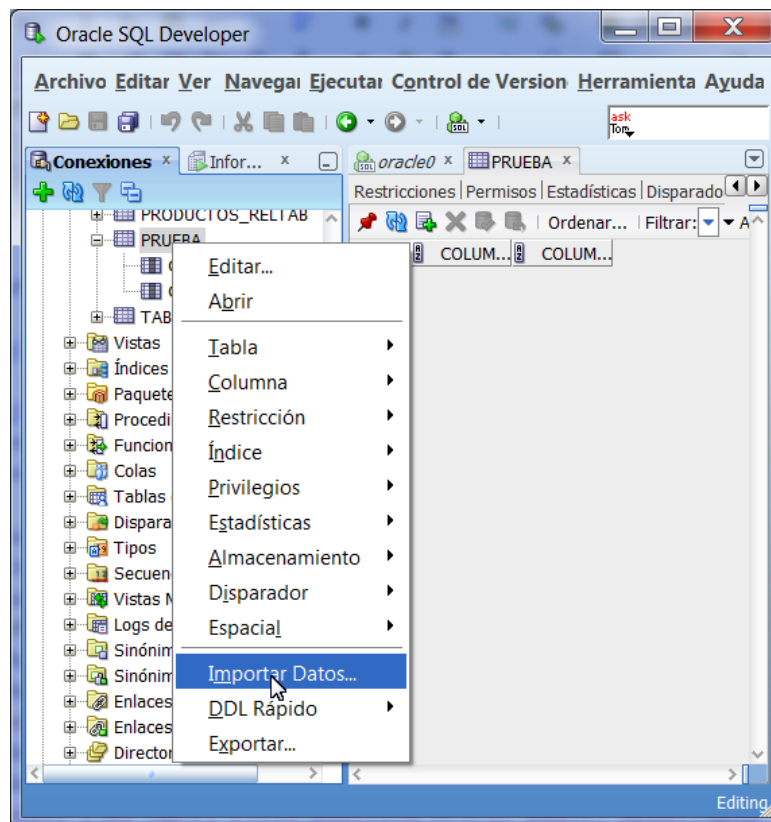 Oracle SQL Developer
Archivo Editar Ver Navegar Ejecutar Control de Version Herramienta Ayuda
ask
Tom
Conexiones x Infor... x
oracle0 x PRUEBA x
Restricciones | Permisos | Estadísticas | Disparado
Ordenar... Filtrar: A
COLUM... COLUM...
PRODUCTOS_RELTAB
PRUEBA
TAB
Vistas
Índices
Paquete
Procedi
Funcion
Colas
Tablas
Dispara
Tipos
Secuen
Vistas M
Logs de
Sinónim
Sinónim
Enlaces
Enlaces
Director
Editar...
Abrir
Tabla
Columna
Restricción
Índice
Privilegios
Estadísticas
Almacenamiento
Disparador
Espacial
Importar Datos...
DDL Rápido
Exportar...
Editing